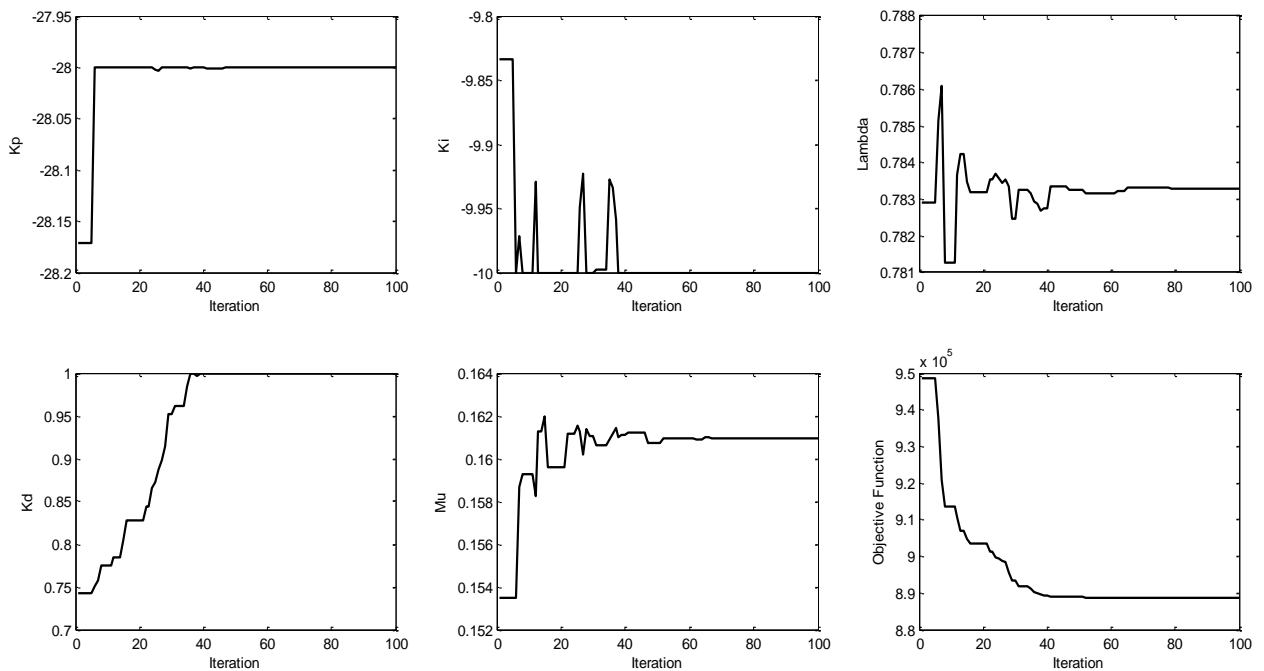 -27.95
-28
-28.05
-28.1
-28.15
-28.2
Kp
0 20 40 60 80 100
Iteration
-9.8
-9.85
-9.9
-9.95
-10
Ki
0 20 40 60 80 100
Iteration
0.788
0.787
0.786
0.785
0.784
0.783
0.782
0.781
Lambda
0 20 40 60 80 100
Iteration
1
0.95
0.9
0.85
0.8
0.75
0.7
Kd
0 20 40 60 80 100
Iteration
0.164
0.162
0.16
0.158
0.156
0.154
0.152
Mu
0 20 40 60 80 100
Iteration
x 10^5
9.5
9.4
9.3
9.2
9.1
9
8.9
8.8
Objective Function
0 20 40 60 80 100
Iteration